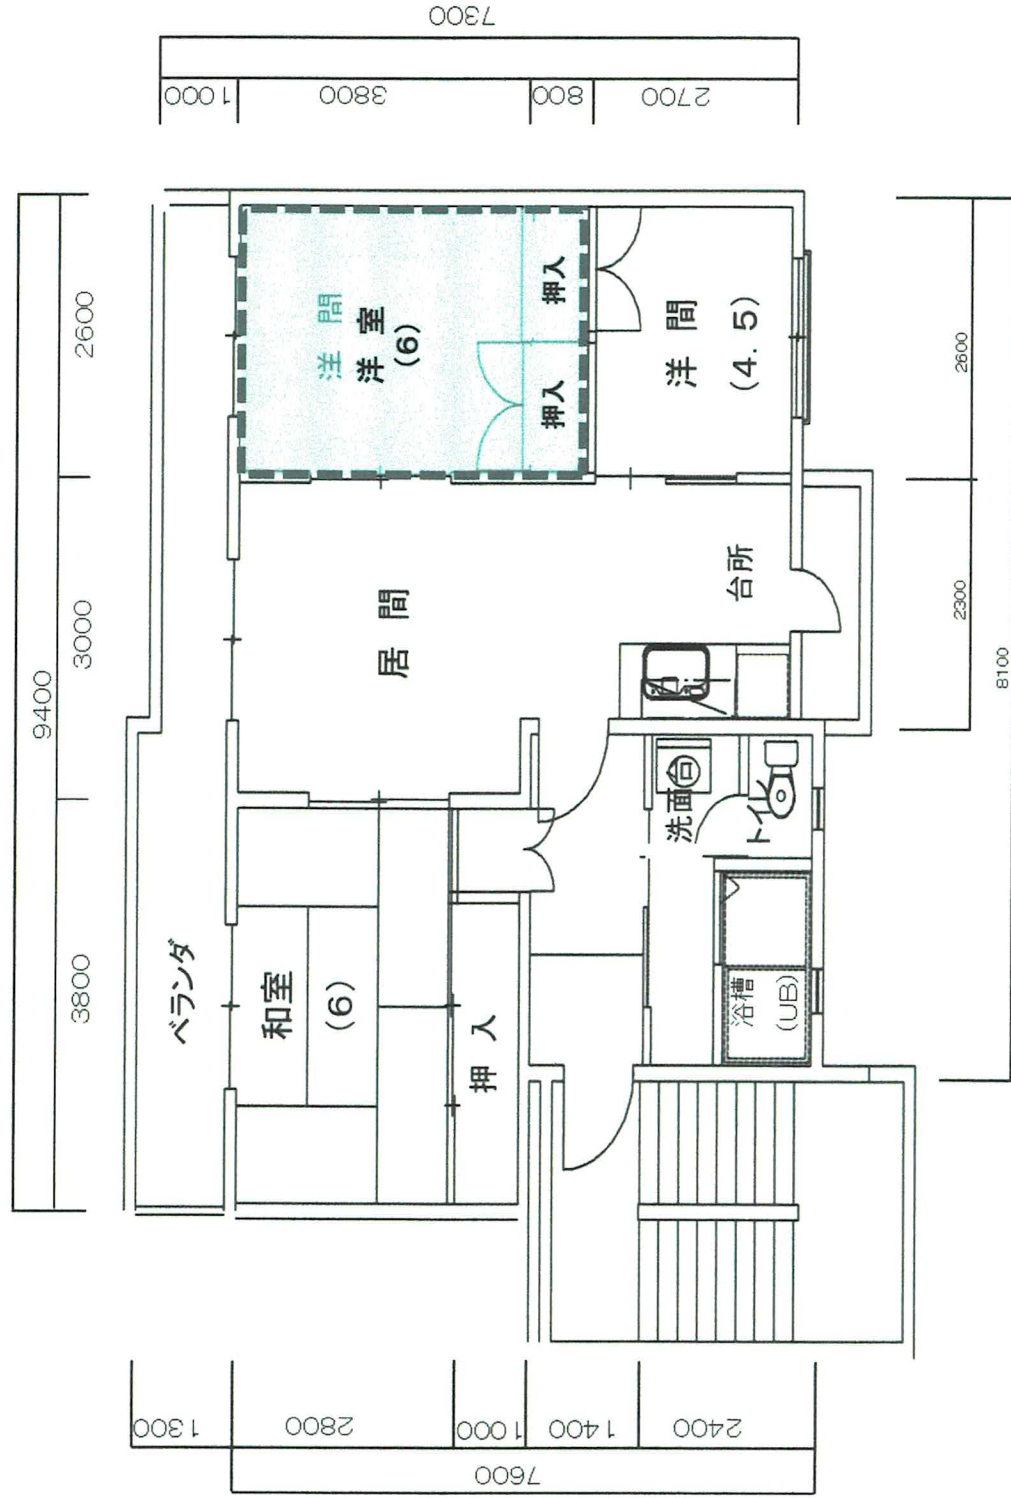 7300
1000
3800
800
2700
9400
2600
3000
3800
洋 間
洋 室
(6)
押入
押入
洋 間
(4. 5)
居 間
台所
洗面台
トイレ
浴槽
(UB)
ベランダ
和室
(6)
押 入
2600
2300
8100
1300
2800
1000
1400
2400
7600